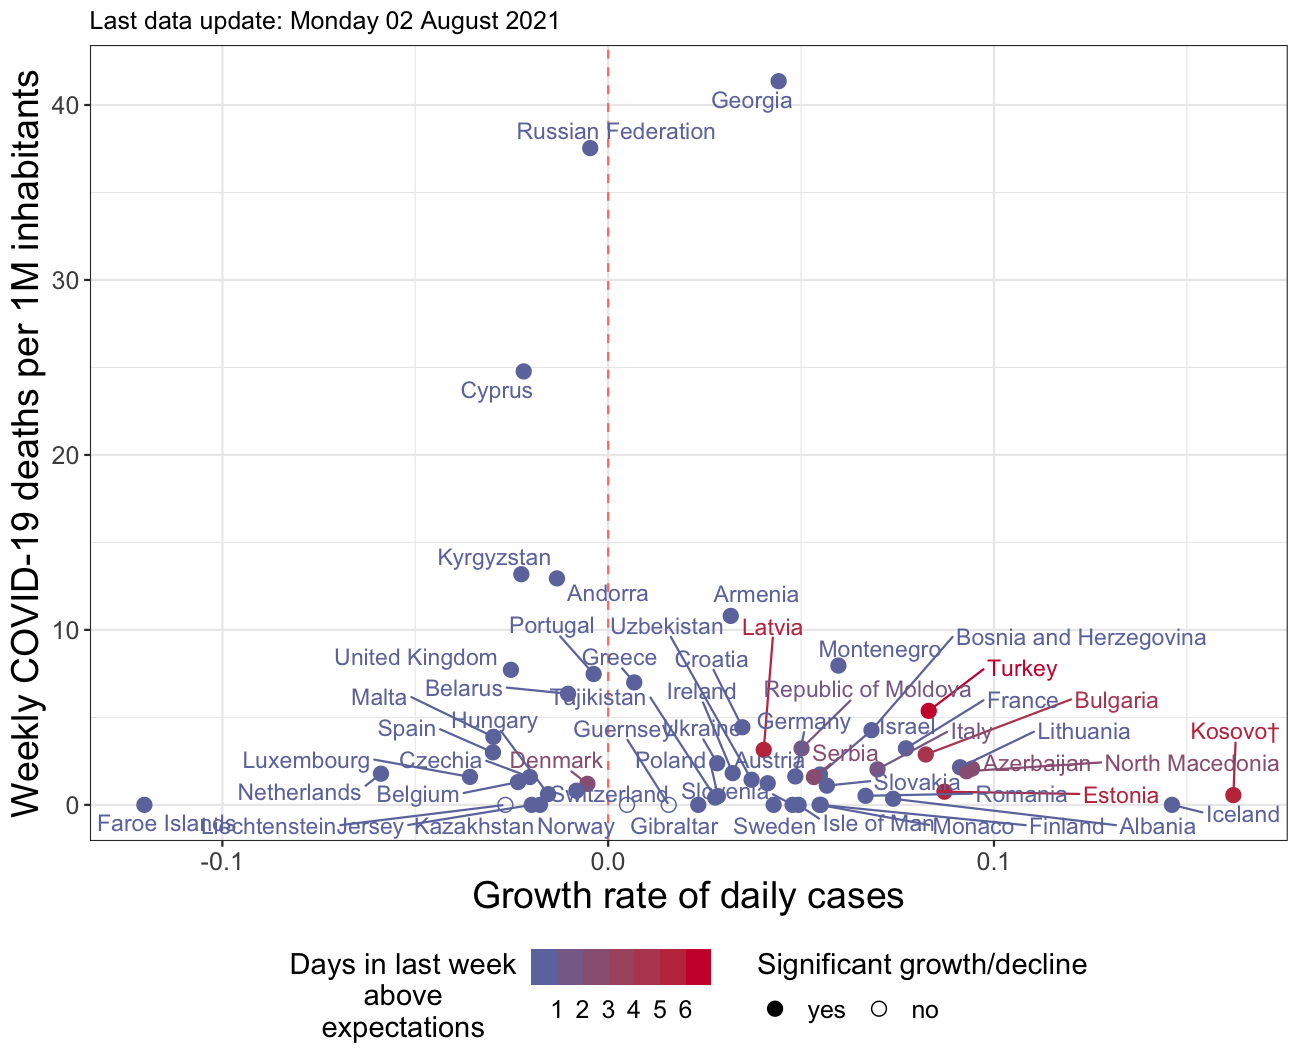 Last data update: Monday 02 August 2021
Weekly COVID-19 deaths per 1M inhabitants
40
30
20
10
0
Georgia
Russian Federation
Cyprus
Kyrgyzstan
Andorra
Armenia
Portugal
Uzbekistan
Latvia
Bosnia and Herzegovina
United Kingdom
Greece
Croatia
Montenegro
Turkey
Malta
Belarus
Tajikistan
Ireland
Republic of Moldova
France
Bulgaria
Spain
Hungary
Guernsey
Ukraine
Germany
Israel
Italy
Lithuania
Kosovo†
Luxembourg
Czechia
Denmark
Poland
Austria
Serbia
Azerbaijan
North Macedonia
Netherlands
Belgium
Switzerland
Slovenia
Slovakia
Romania
Estonia
Iceland
Faroe Islands
Liechtenstein
Jersey
Kazakhstan
Norway
Gibraltar
Sweden
Isle of Man
Monaco
Finland
Albania
-0.1
0.0
0.1
Growth rate of daily cases
Days in last week
above
expectations
1 2 3 4 5 6
Significant growth/decline
yes
no